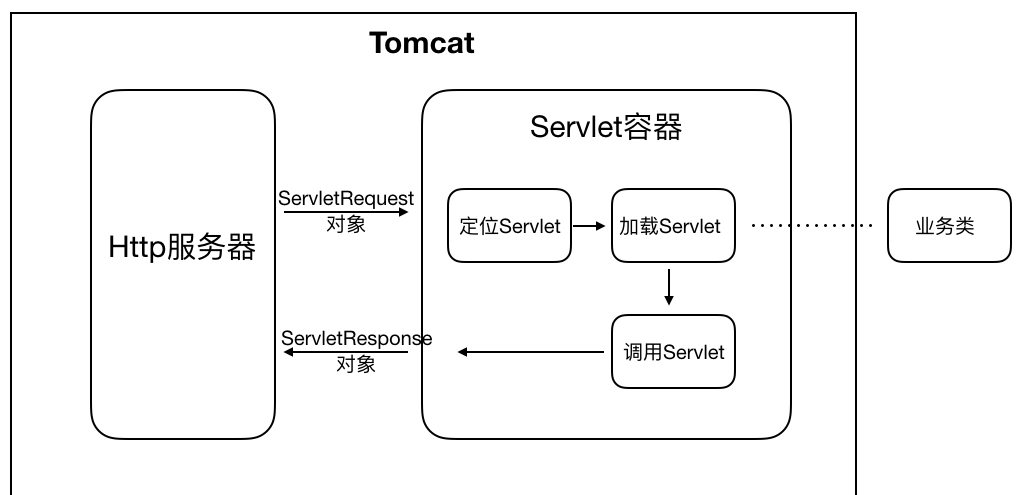 Tomcat
Servlet容器
Http服务器
ServletRequest
对象
定位Servlet
加载Servlet
业务类
ServletResponse
对象
调用Servlet